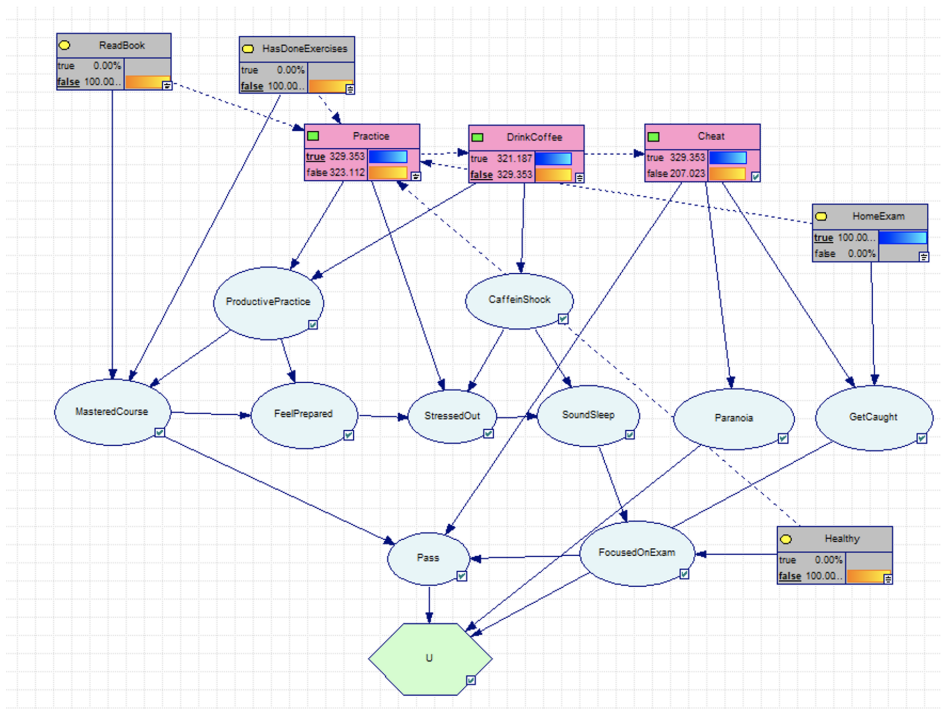 ReadBook
true 0.00%
false 100.00...
HasDoneExercises
true 0.00%
false 100.00...
Practice
true 329.353
false 323.112
DrinkCoffee
true 321.187
false 329.353
Cheat
true 329.353
false 207.023
HomeExam
true 100.00...
false 0.00%
ProductivePractice
CaffeinShock
MasteredCourse
FeelPrepared
StressedOut
SoundSleep
Paranoia
GetCaught
Pass
FocusedOnExam
Healthy
true 0.00%
false 100.00...
U